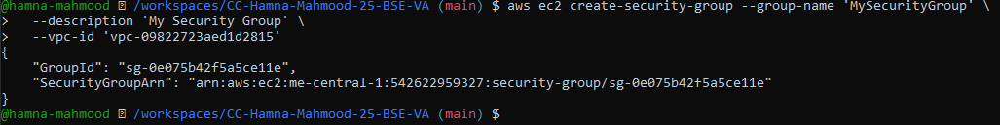 @hamna-mahmood /workspaces/CC-Hamna-Mahmood-25-BSE-VA (main) $ aws ec2 create-security-group --group-name 'MySecurityGroup' \
>   --description 'My Security Group' \
>   --vpc-id 'vpc-09822723aed1d2815'
{
    "GroupId": "sg-0e075b42f5a5ce11e",
    "SecurityGroupArn": "arn:aws:ec2:me-central-1:542622959327:security-group/sg-0e075b42f5a5ce11e"
}
@hamna-mahmood /workspaces/CC-Hamna-Mahmood-25-BSE-VA (main) $